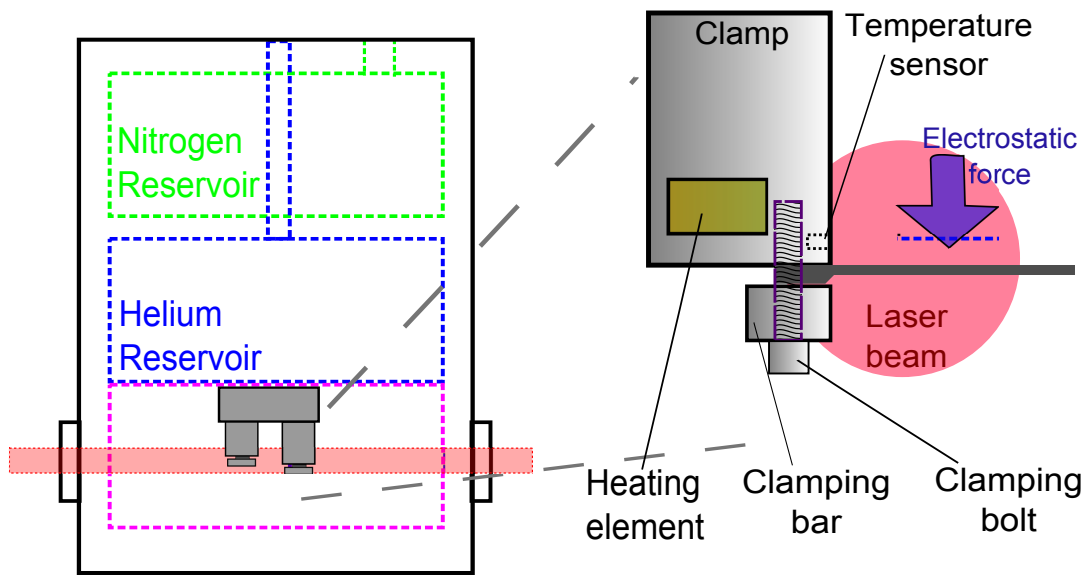 Nitrogen
Reservoir
Helium
Reservoir
Clamp
Temperature
sensor
Electrostatic
force
Laser
beam
Heating
element
Clamping
bar
Clamping
bolt